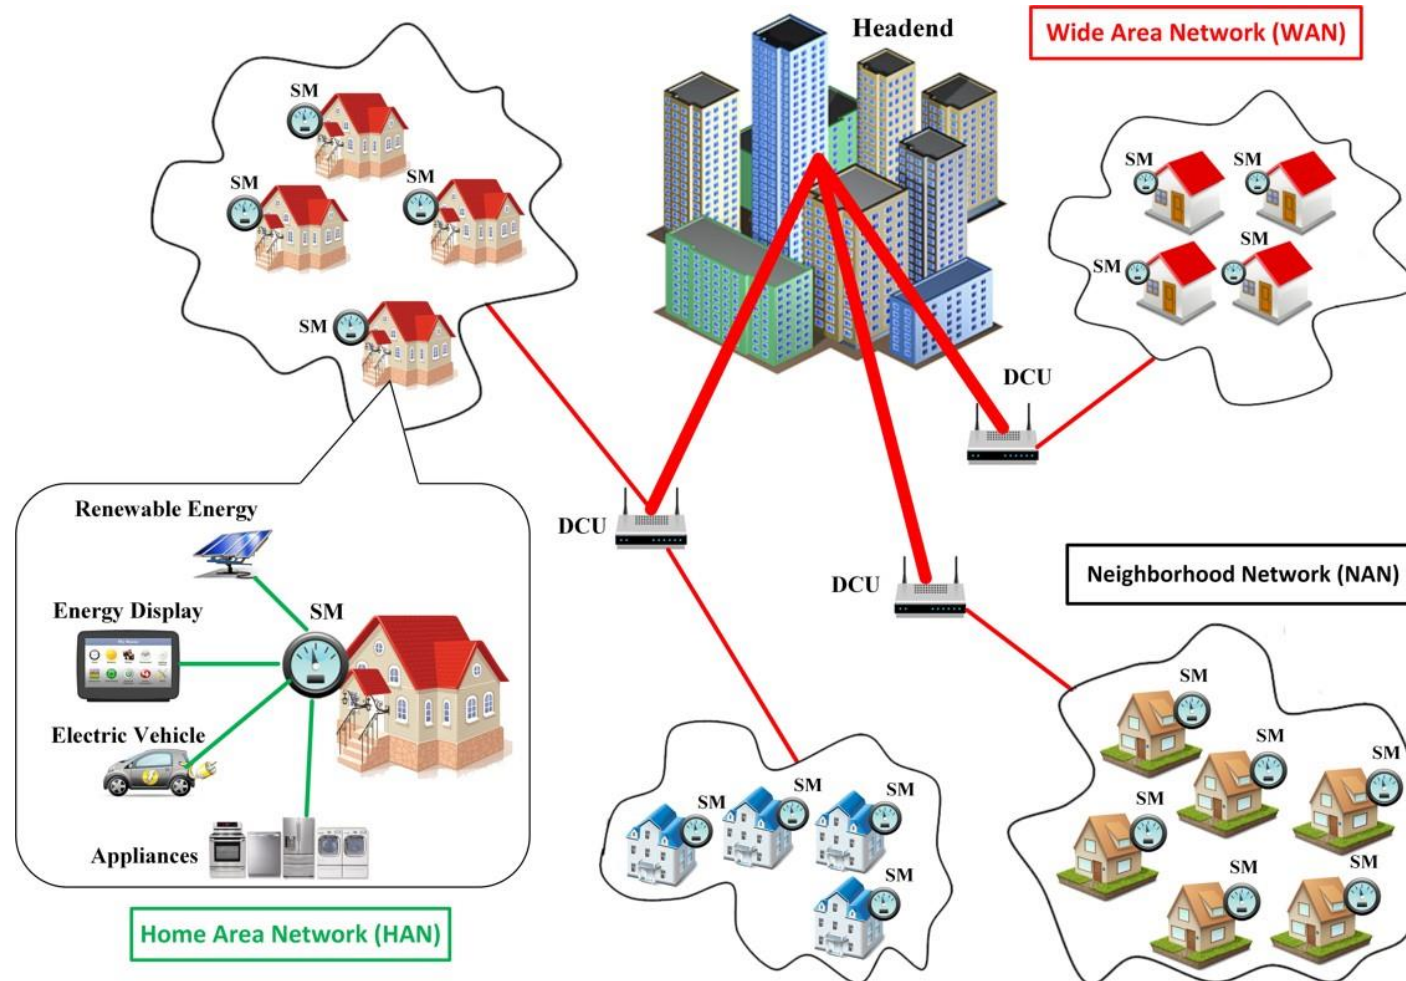 Headend
Wide Area Network (WAN)
SM
SM
SM
SM
SM
SM
SM
SM
DCU
DCU
DCU
Neighborhood Network (NAN)
Renewable Energy
Energy Display
SM
Electric Vehicle
Appliances
Home Area Network (HAN)
SM
SM
SM
SM
SM
SM
SM
SM
SM
SM